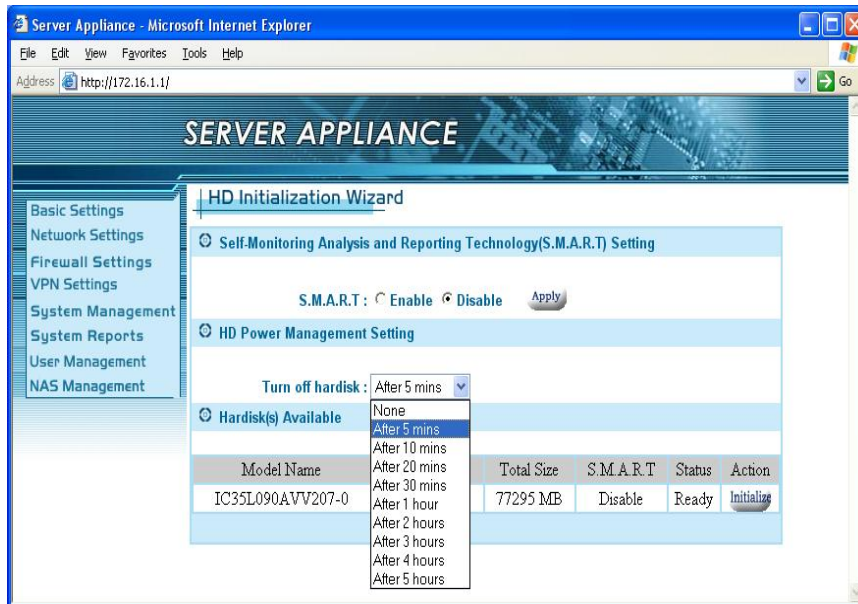 Server Appliance - Microsoft Internet Explorer
File Edit View Favorites Tools Help
Address http://172.16.1.1/ Go
SERVER APPLIANCE
Basic Settings
Network Settings
Firewall Settings
VPN Settings
System Management
System Reports
User Management
NAS Management
HD Initialization Wizard
Self-Monitoring Analysis and Reporting Technology(S.M.A.R.T) Setting
S.M.A.R.T : Enable Disable Apply
HD Power Management Setting
Turn off hardisk : After 5 mins
None
After 5 mins
After 10 mins
After 20 mins
After 30 mins
After 1 hour
After 2 hours
After 3 hours
After 4 hours
After 5 hours
Hardisk(s) Available
Model Name Total Size S.M.A.R.T Status Action
IC35L090AVV207-0 77295 MB Disable Ready Initialize